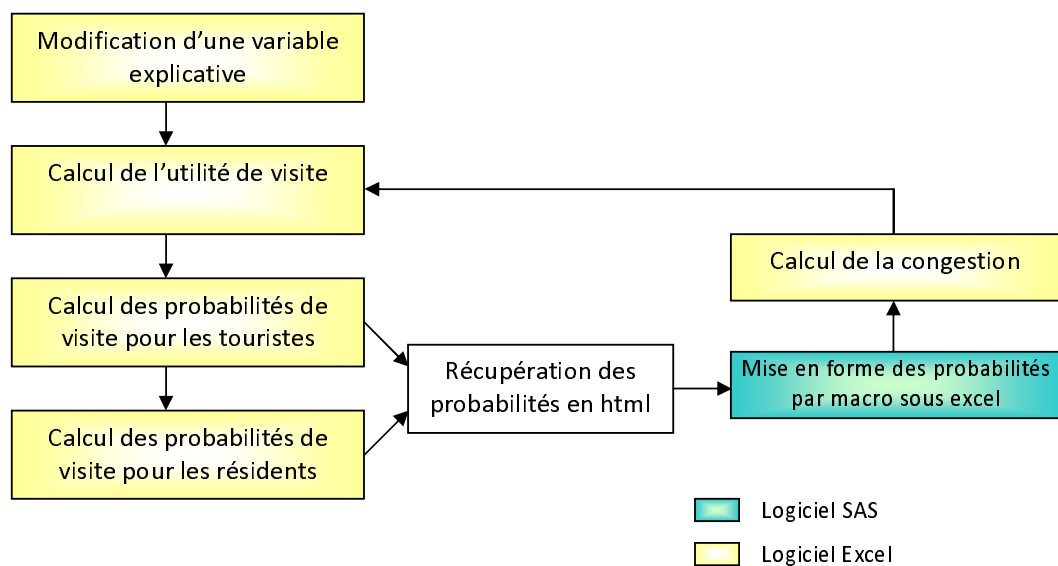 Modification d’une variable
explicative
Calcul de l’utilité de visite
Calcul de la congestion
Calcul des probabilités de
visite pour les touristes
Récupération des
probabilités en html
Mise en forme des probabilités
par macro sous excel
Calcul des probabilités de
visite pour les résidents
Logiciel SAS
Logiciel Excel